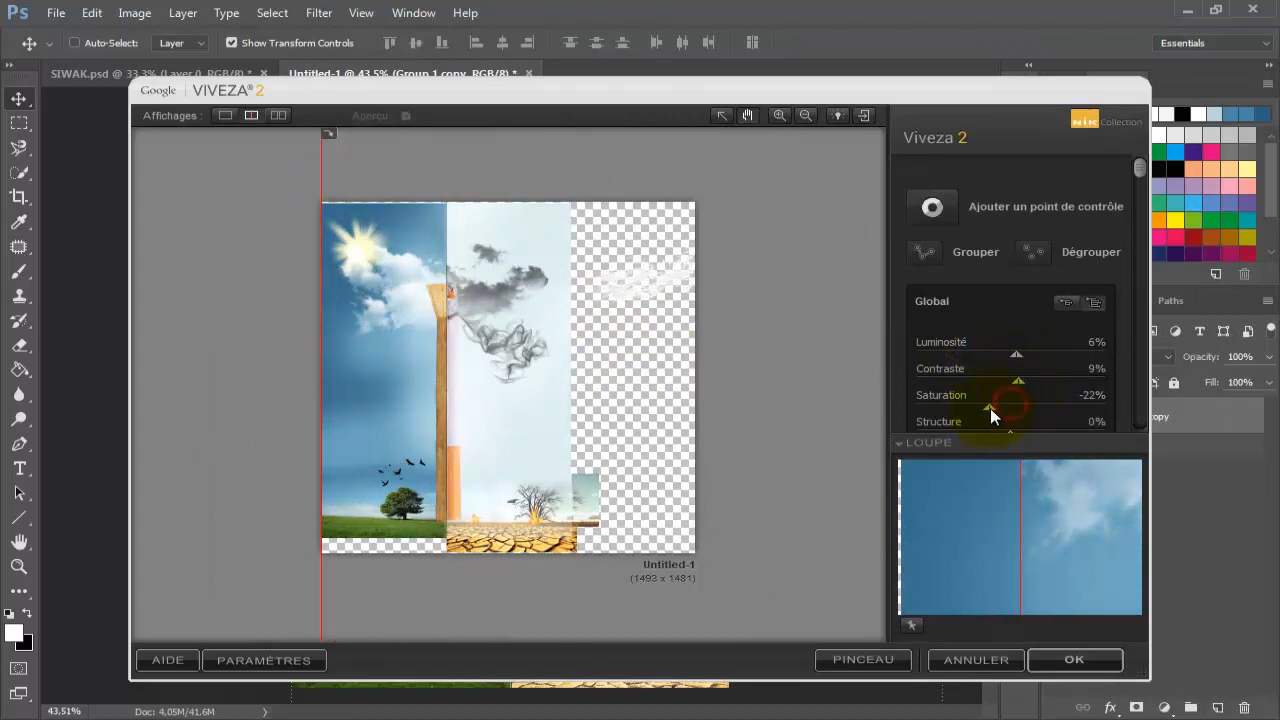 Ps File Edit Image Layer Type Select Filter View Window Help
Auto-Select: Layer Show Transform Controls Essentials
SIWAK.psd @ 33,3% (Layer 0, RGB/8) * × Untitled-1 @ 43,5% (Group 1 copy, RGB/8) * ×
Google VIVEZA® 2
Affichages : Aperçu
Nik Collection
Viveza 2
Ajouter un point de contrôle
Grouper Dégrouper
Global
Luminosité 6%
Contraste 9%
Saturation -22%
Structure 0%
LOUPE
Paths
Opacity: 100%
Fill: 100%
copy
Untitled-1
(1493 x 1481)
AIDE PARAMÈTRES PINCEAU ANNULER OK
43,51% Doc: 4,05M/41,6M